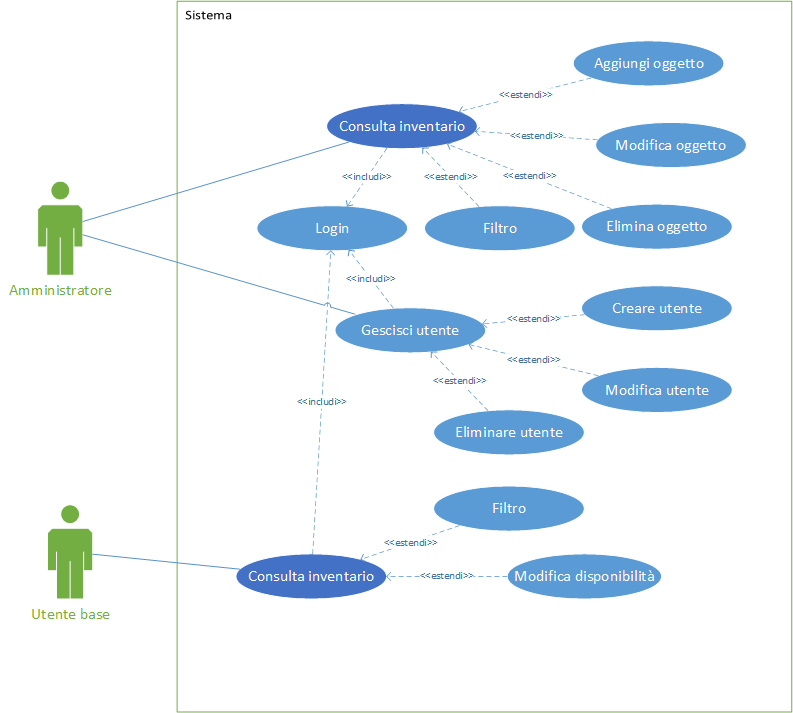 Sistema
Aggiungi oggetto
<<estendi>>
Consulta inventario
<<estendi>>
Modifica oggetto
<<includi>>
<<estendi>>
<<estendi>>
Login
Filtro
Elimina oggetto
Amministratore
<<includi>>
Creare utente
<<estendi>>
Gescisci utente
<<estendi>>
<<estendi>>
Modifica utente
<<includi>>
Eliminare utente
Filtro
<<estendi>>
Consulta inventario
<<estendi>>
Modifica disponibilità
Utente base